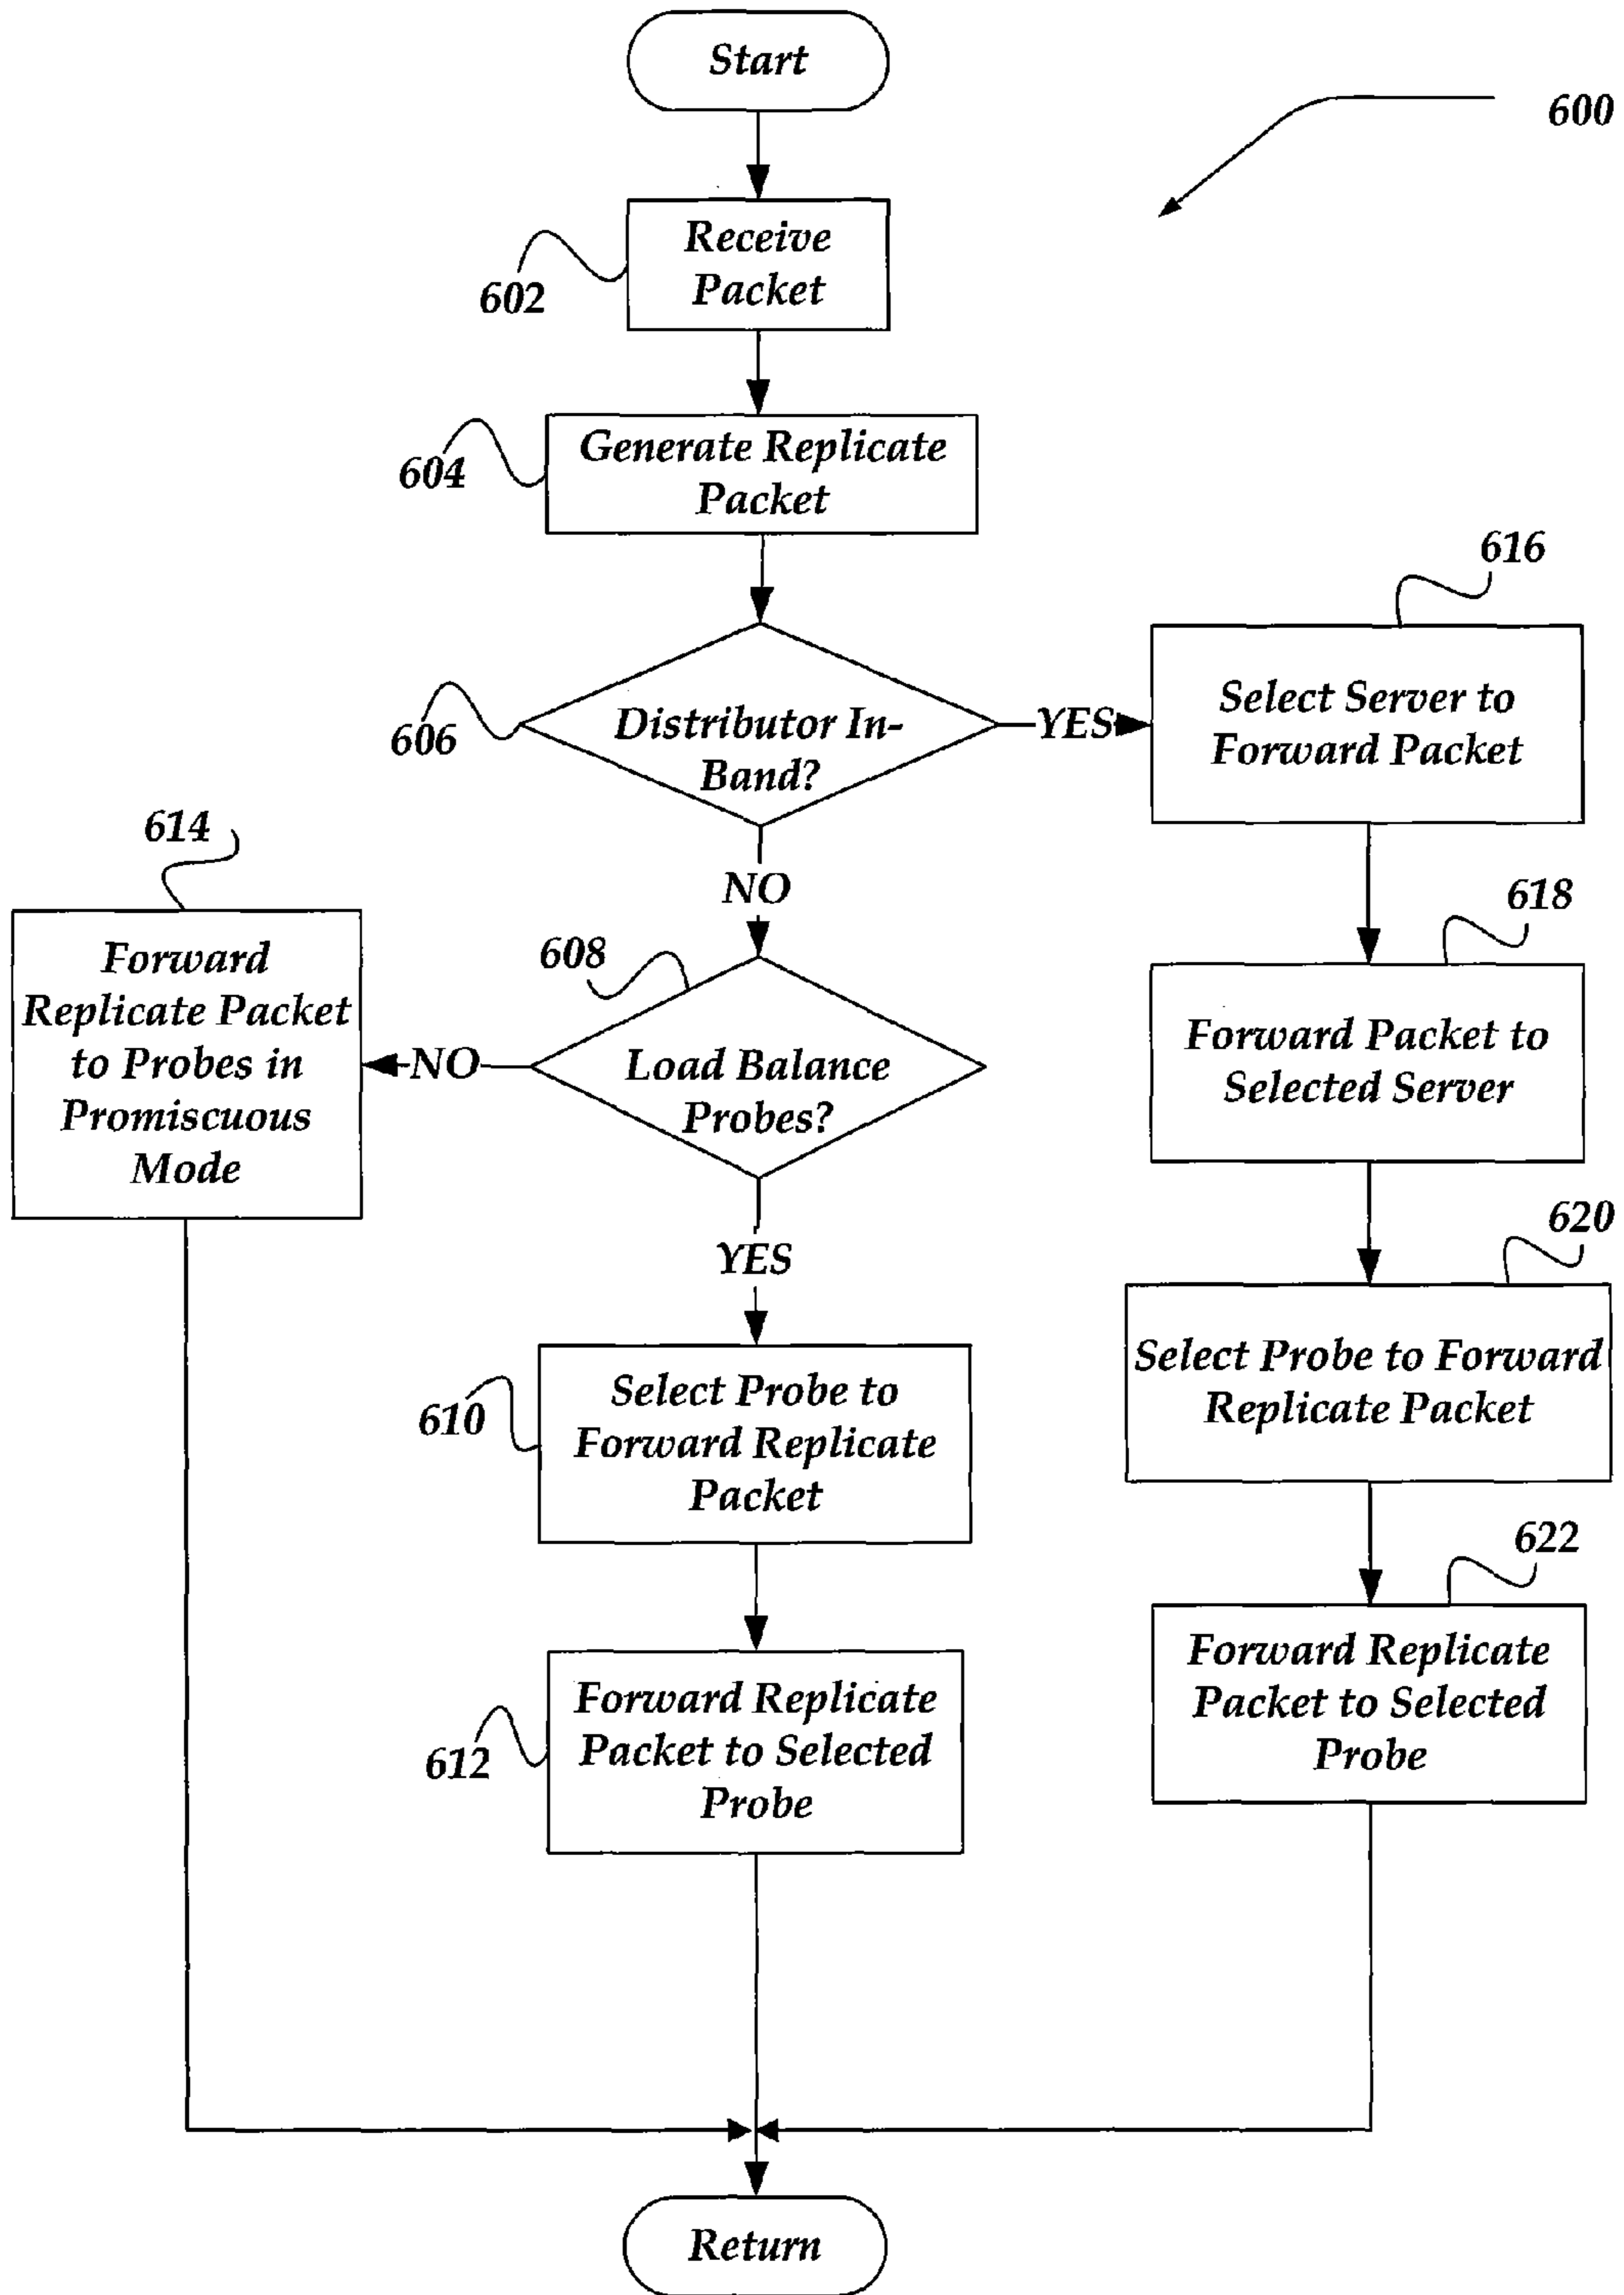 Start
600
Receive
Packet
602
Generate Replicate
Packet
604
616
Distributor In-
Band?
606
YES
Select Server to
Forward Packet
NO
614
618
608
Forward
Replicate Packet
to Probes in
Promiscuous
Mode
NO
Load Balance
Probes?
Forward Packet to
Selected Server
YES
620
610
Select Probe to
Forward Replicate
Packet
Select Probe to Forward
Replicate Packet
622
612
Forward Replicate
Packet to Selected
Probe
Forward Replicate
Packet to Selected
Probe
Return